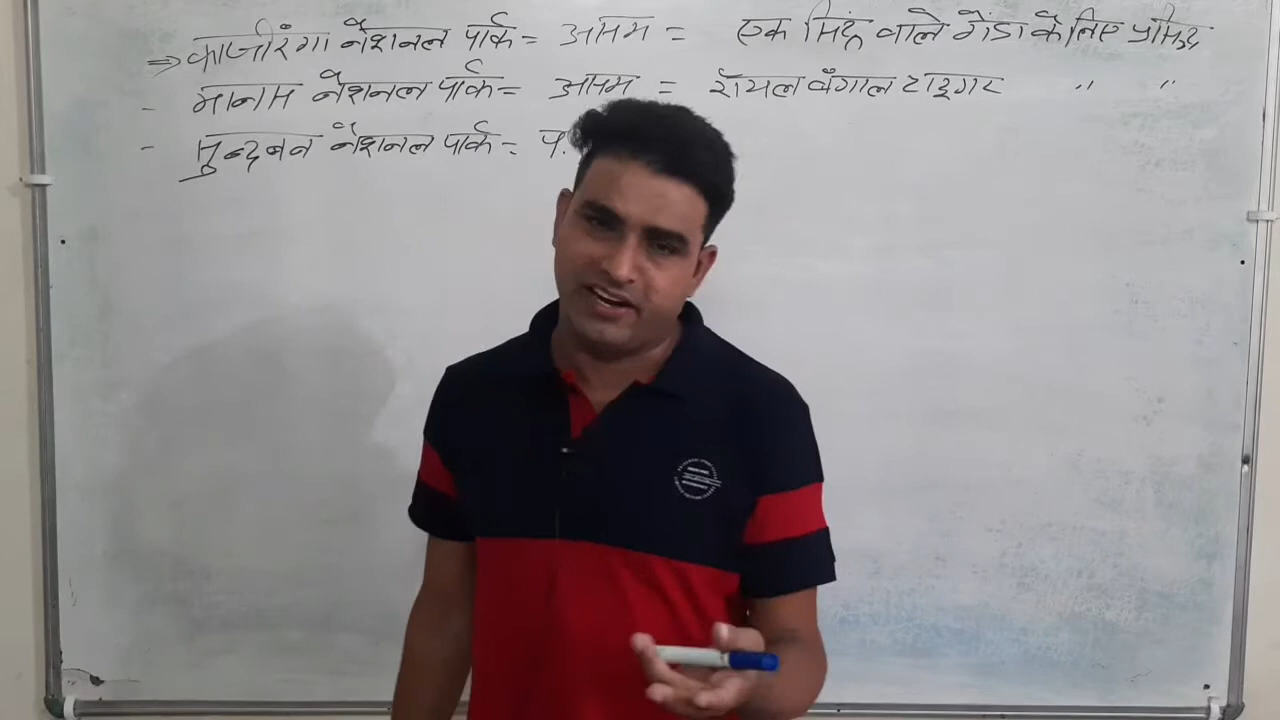 ⇒ काजीरंगा नेशनल पार्क = असम = एक सिंह वाले गेंडा के लिए प्रसिद्ध
- मानस नेशनल पार्क = असम = रॉयल बंगाल टाइगर " "
- सुन्दरबन नेशनल पार्क = प.